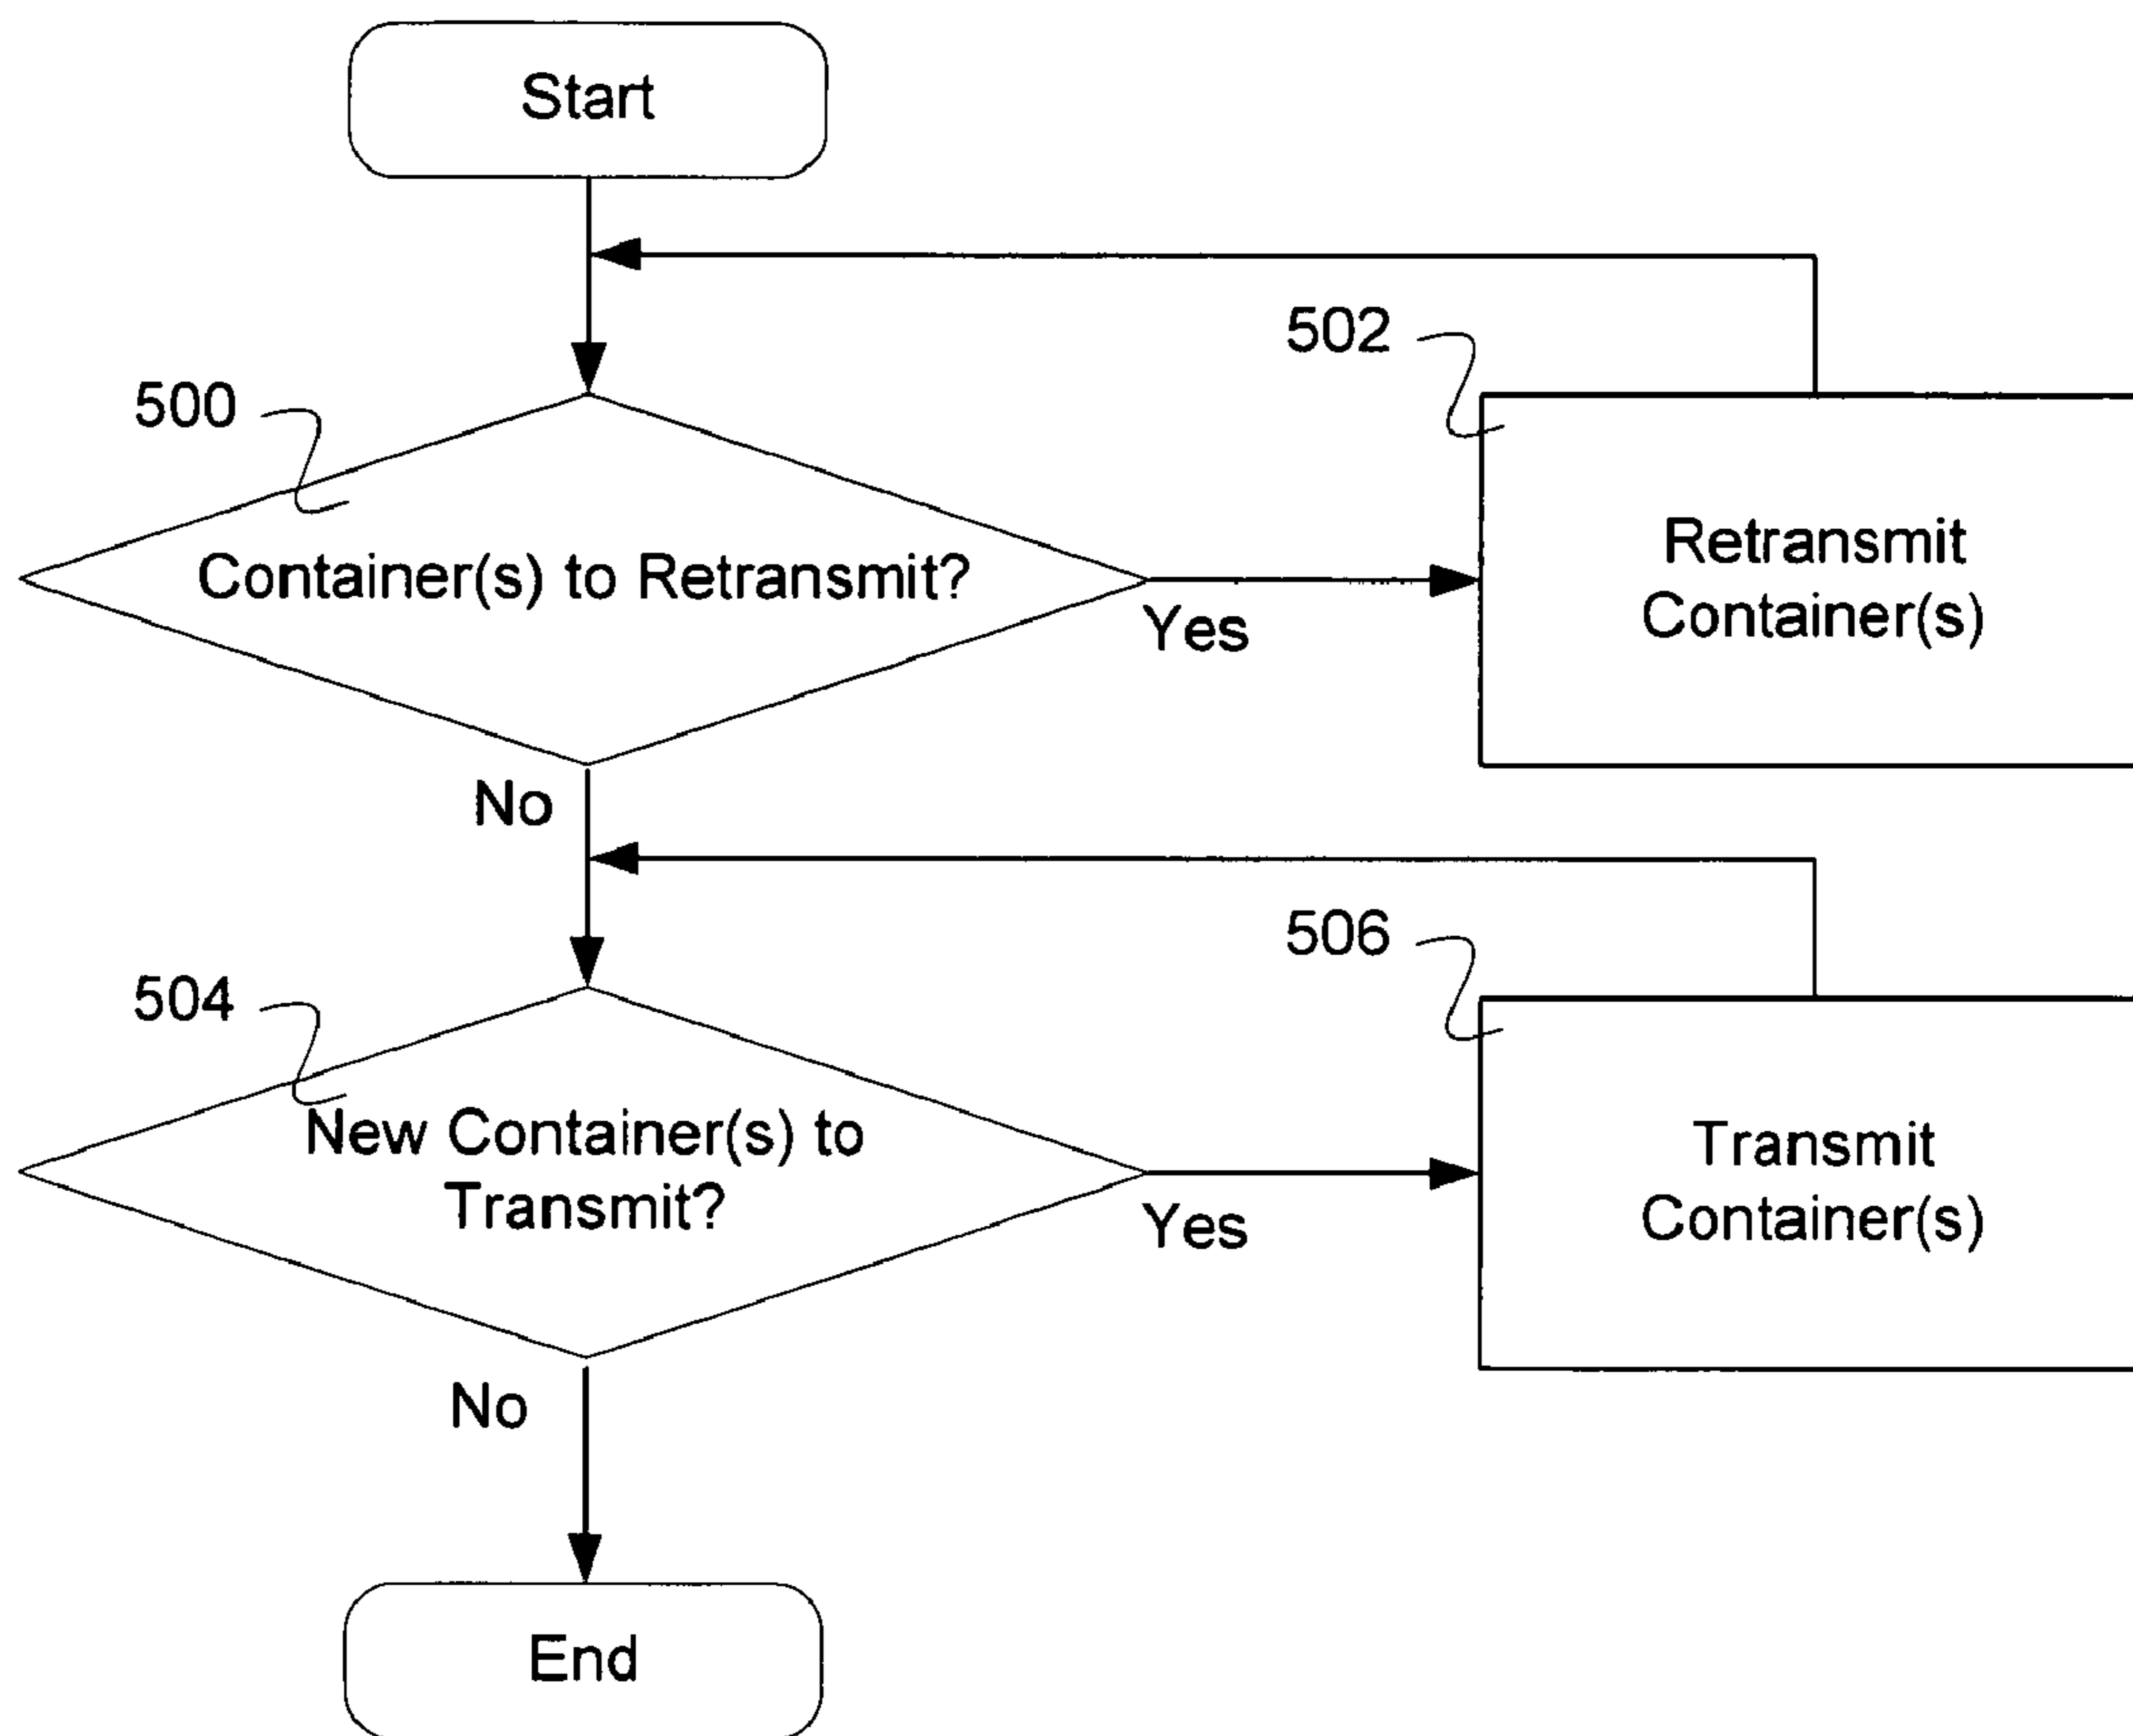 Start
502
500
Container(s) to Retransmit?
Yes
Retransmit
Container(s)
No
506
504
New Container(s) to
Transmit?
Yes
Transmit
Container(s)
No
End